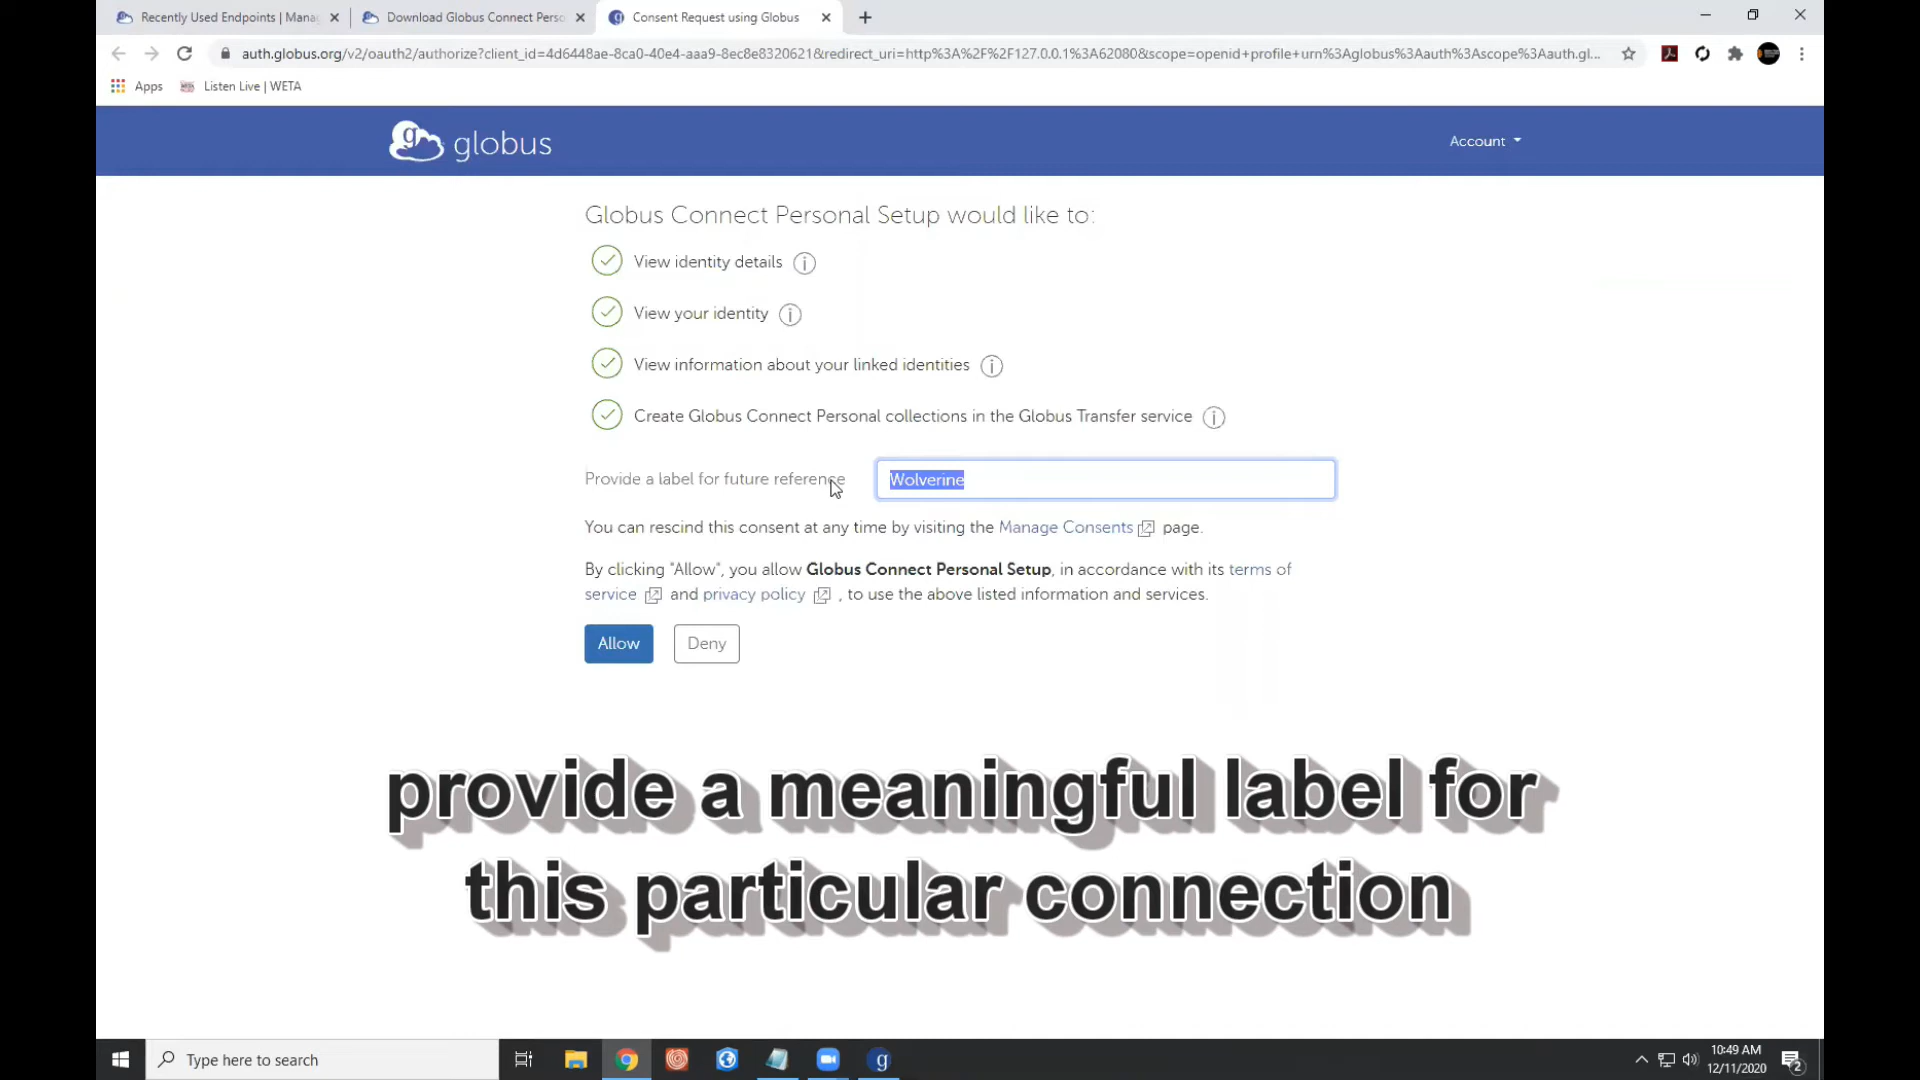 Recently Used Endpoints | Mana
Download Globus Connect Perso
Consent Request using Globus
auth.globus.org/v2/oauth2/authorize?client_id=4d6448ae-8ca0-40e4-aaa9-8ec8e8320621&redirect_uri=http%3A%2F%2F127.0.0.1%3A62080&scope=openid+profile+urn%3Aglobus%3Aauth%3Ascope%3Aauth.gl...
Apps
Listen Live | WETA
globus
Account
Globus Connect Personal Setup would like to:
View identity details
View your identity
View information about your linked identities
Create Globus Connect Personal collections in the Globus Transfer service
Provide a label for future reference
Wolverine
You can rescind this consent at any time by visiting the Manage Consents page.
By clicking "Allow", you allow Globus Connect Personal Setup, in accordance with its terms of
service and privacy policy , to use the above listed information and services.
Allow
Deny
provide a meaningful label for
this particular connection
Type here to search
10:49 AM
12/11/2020
2